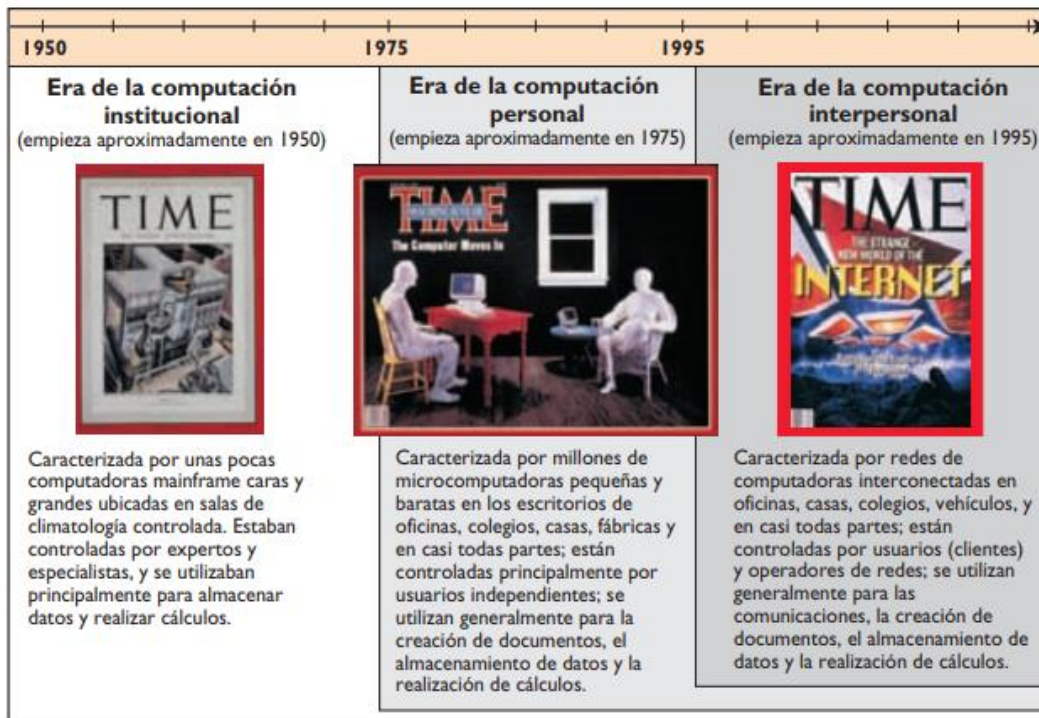 1950
1975
1995
Era de la computación
institucional
(empieza aproximadamente en 1950)
TIME
Caracterizada por unas pocas
computadoras mainframe caras y
grandes ubicadas en salas de
climatología controlada. Estaban
controladas por expertos y
especialistas, y se utilizaban
principalmente para almacenar
datos y realizar cálculos.
Era de la computación
personal
(empieza aproximadamente en 1975)
TIME
The Computer Moves In
Caracterizada por millones de
microcomputadoras pequeñas y
baratas en los escritorios de
oficinas, colegios, casas, fábricas y
en casi todas partes; están
controladas principalmente por
usuarios independientes; se
utilizan generalmente para la
creación de documentos, el
almacenamiento de datos y la
realización de cálculos.
Era de la computación
interpersonal
(empieza aproximadamente en 1995)
TIME
THE STRANGE
NEW WORLD OF THE
INTERNET
Caracterizada por redes de
computadoras interconectadas en
oficinas, casas, colegios, vehículos, y
en casi todas partes; están
controladas por usuarios (clientes)
y operadores de redes; se utilizan
generalmente para las
comunicaciones, la creación de
documentos, el almacenamiento de
datos y la realización de cálculos.